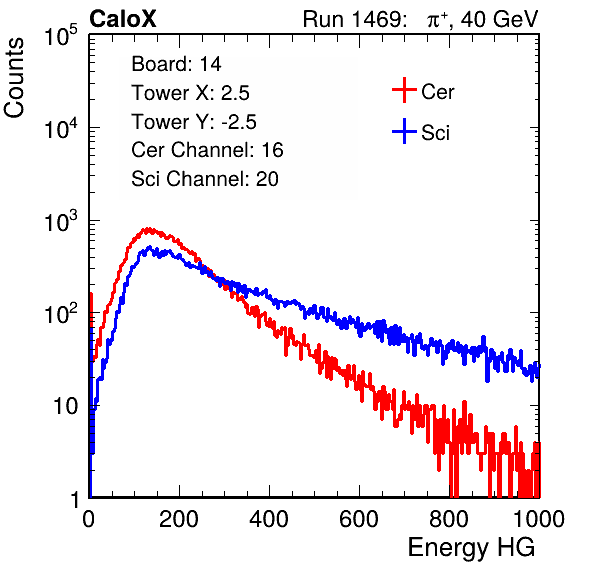 CaloX Run 1469: π⁺, 40 GeV
Counts
Board: 14
Tower X: 2.5
Tower Y: -2.5
Cer Channel: 16
Sci Channel: 20
Cer
Sci
10⁵
10⁴
10³
10²
10
1
0 200 400 600 800 1000
Energy HG